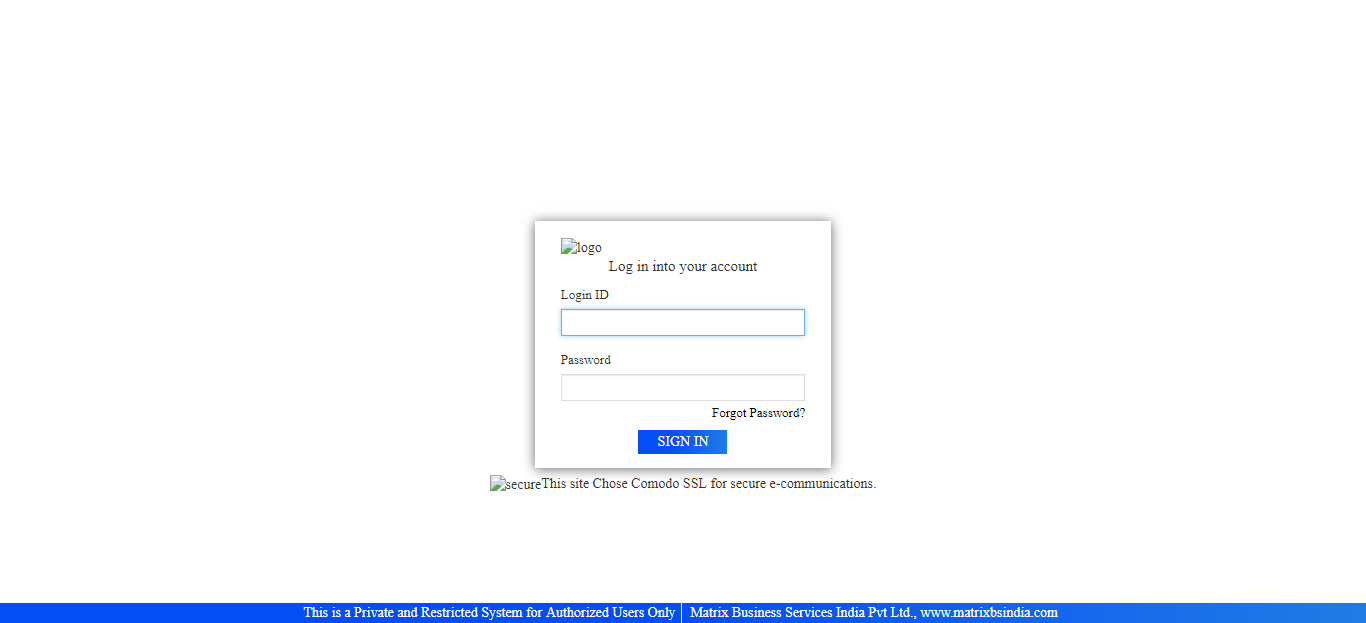 logo
Log in into your account
Login ID
Password
Forgot Password?
SIGN IN
secureThis site Chose Comodo SSL for secure e-communications.
This is a Private and Restricted System for Authorized Users Only | Matrix Business Services India Pvt Ltd., www.matrixbsindia.com